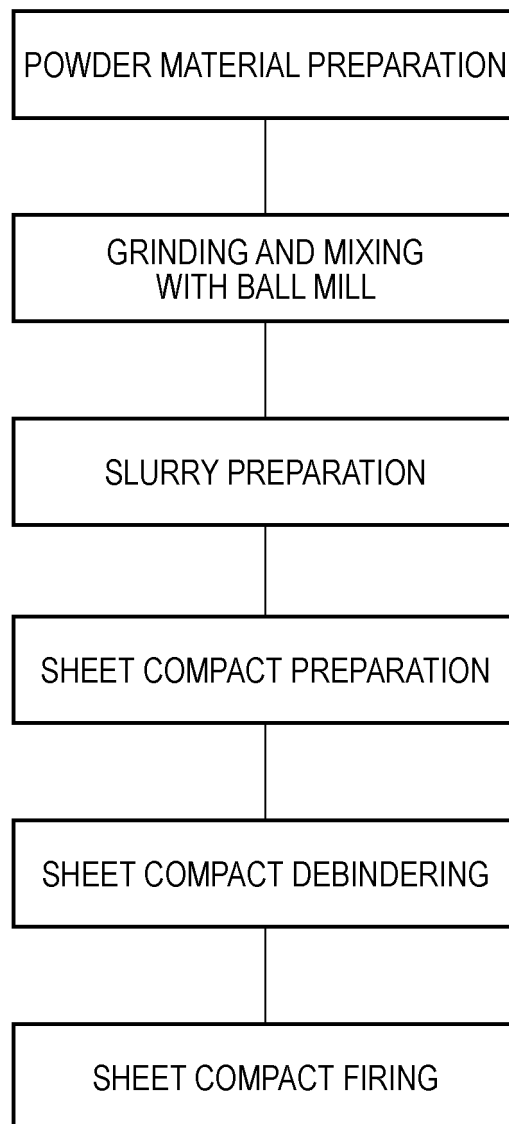 POWDER MATERIAL PREPARATION
GRINDING AND MIXING
WITH BALL MILL
SLURRY PREPARATION
SHEET COMPACT PREPARATION
SHEET COMPACT DEBINDERING
SHEET COMPACT FIRING